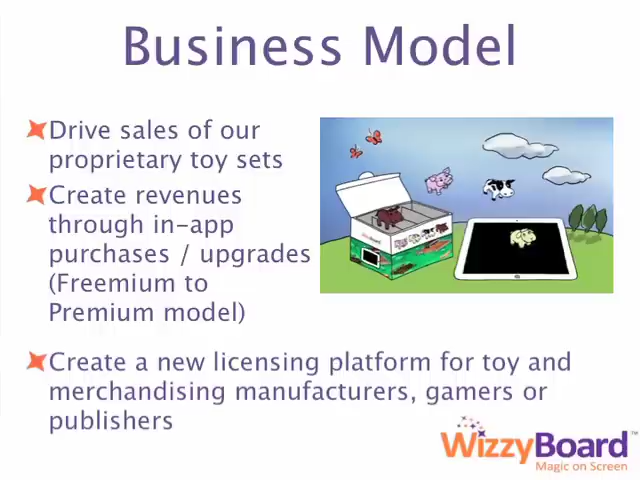 Business Model
Drive sales of our
proprietary toy sets
Create revenues
through in-app
purchases / upgrades
(Freemium to
Premium model)
Create a new licensing platform for toy and
merchandising manufacturers, gamers or
publishers
WizzyBoard™
Magic on Screen